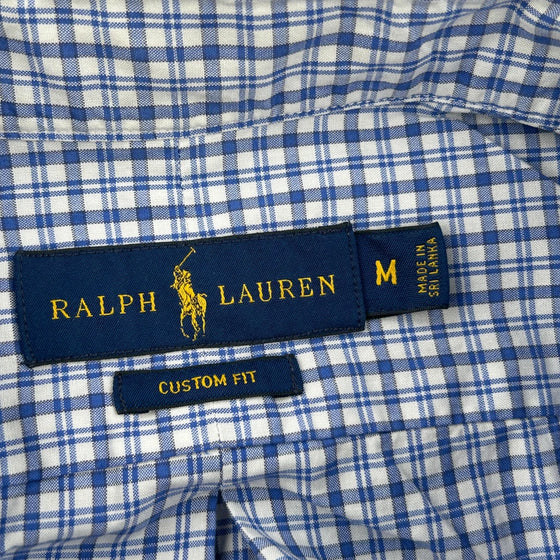 RALPH LAUREN
M
MADE IN
SRI LANKA
CUSTOM FIT